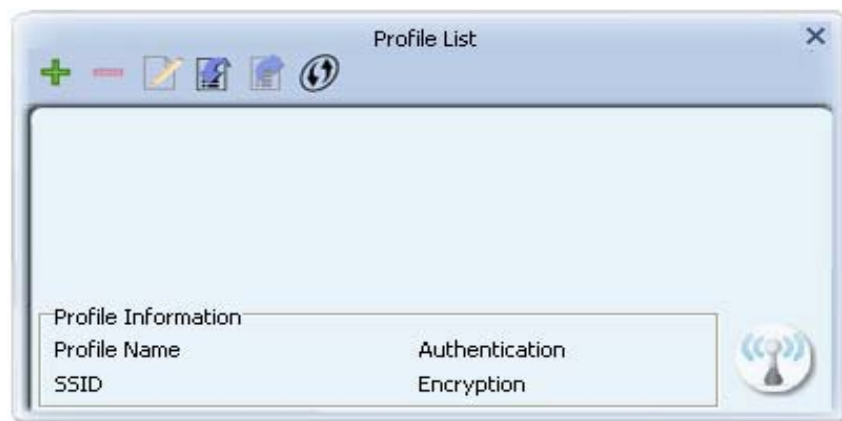 Profile List
Profile Information
Profile Name Authentication
SSID Encryption